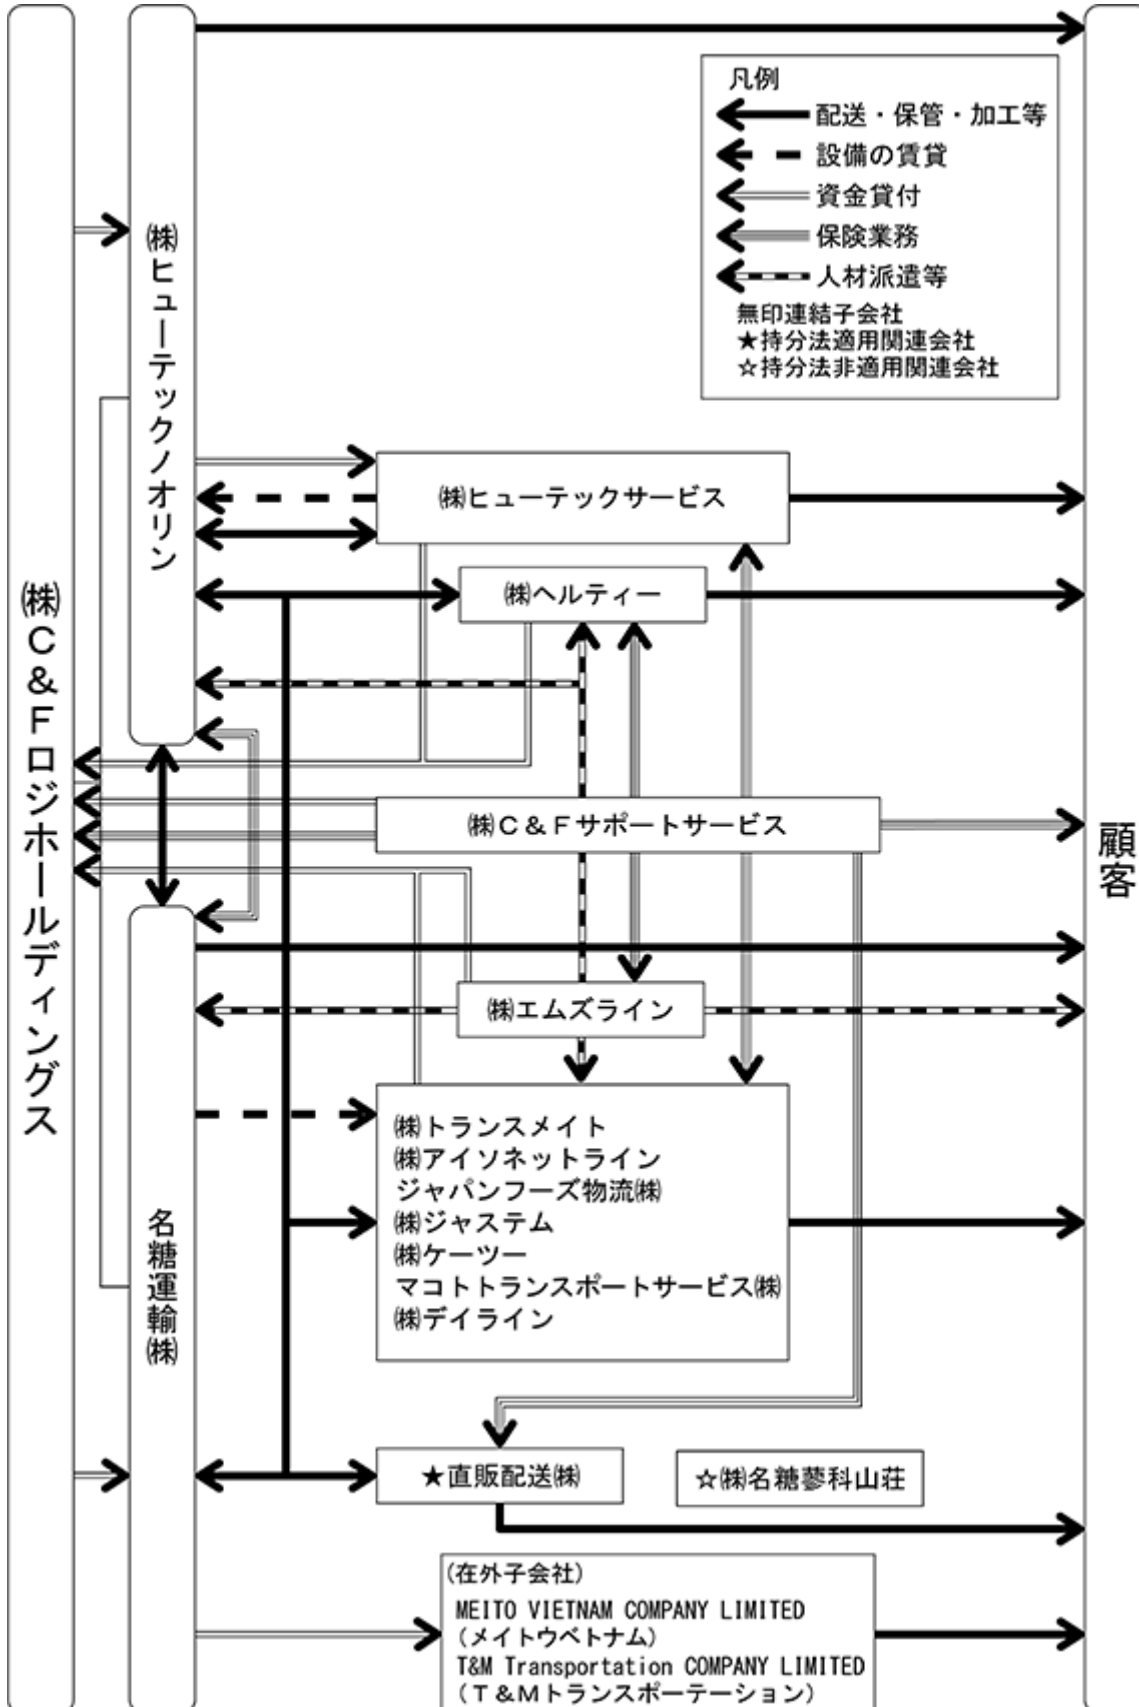 ㈱C&Fロジホールディングス
㈱ヒューテックノオリン
名糖運輸㈱
顧客
凡例
配送・保管・加工等
設備の賃貸
資金貸付
保険業務
人材派遣等
無印連結子会社
★持分法適用関連会社
☆持分法非適用関連会社
㈱ヒューテックサービス
㈱ヘルティー
㈱C&Fサポートサービス
㈱エムズライン
㈱トランスメイト
㈱アイソネットライン
ジャパンフーズ物流㈱
㈱ジャステム
㈱ケーツー
マコトトランスポートサービス㈱
㈱デイライン
★直販配送㈱
☆㈱名糖蓼科山荘
(在外子会社)
MEITO VIETNAM COMPANY LIMITED
(メイトウベトナム)
T&M Transportation COMPANY LIMITED
(T&Mトランスポーテーション)